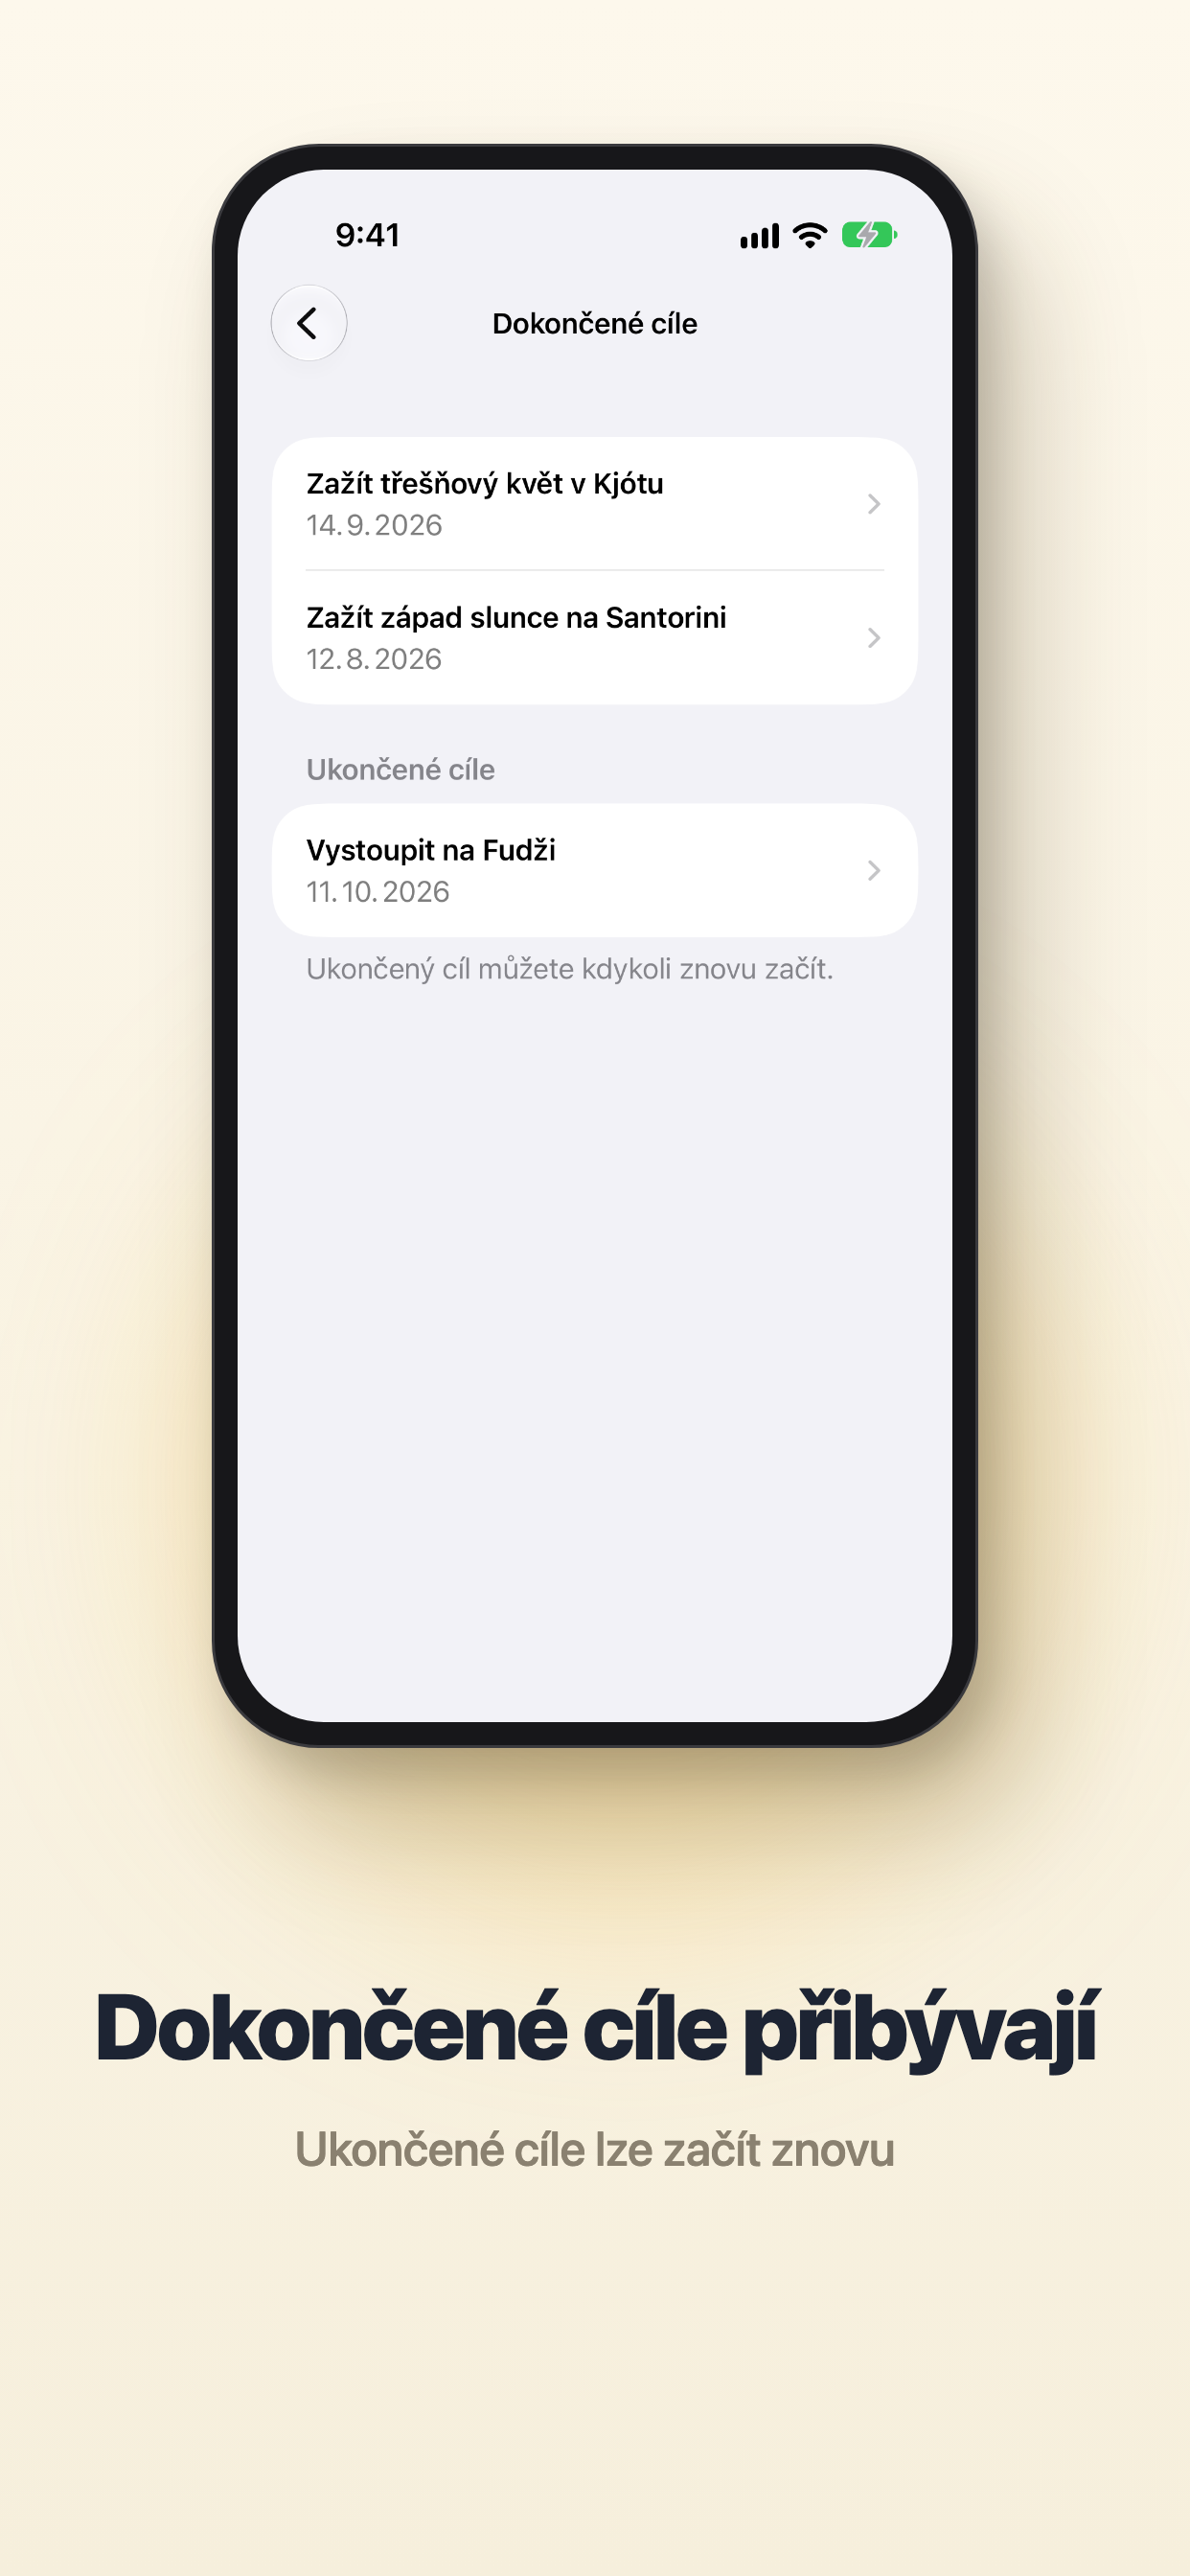 9:41
Dokončené cíle
Zažít třešňový květ v Kjótu
14. 9. 2026
Zažít západ slunce na Santorini
12. 8. 2026
Ukončené cíle
Vystoupit na Fudži
11. 10. 2026
Ukončený cíl můžete kdykoli znovu začít.
Dokončené cíle přibývají
Ukončené cíle lze začít znovu